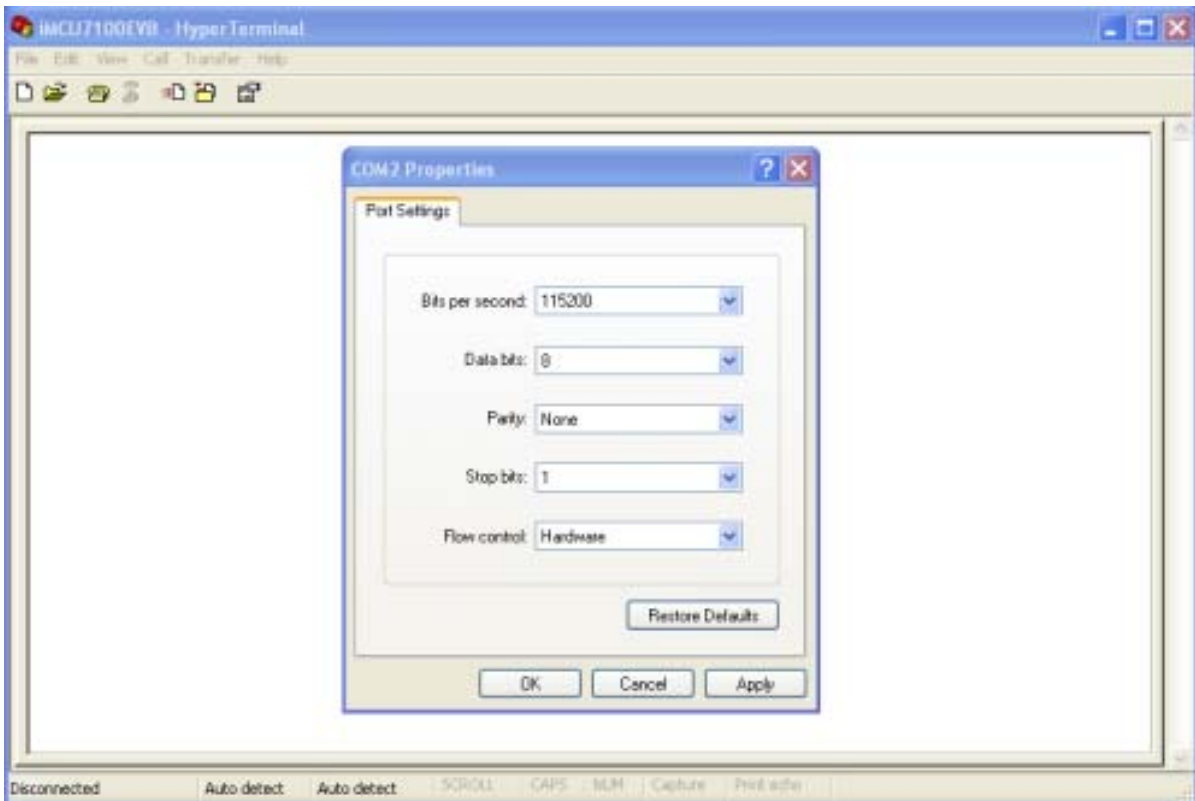 iMCU7100EVB - HyperTerminal
File Edit View Call Transfer Help
COM2 Properties
Port Settings
Bits per second: 115200
Data bits: 8
Parity: None
Stop bits: 1
Flow control: Hardware
Restore Defaults
OK Cancel Apply
Disconnected Auto detect Auto detect SCROLL CAPS NUM Capture Print echo